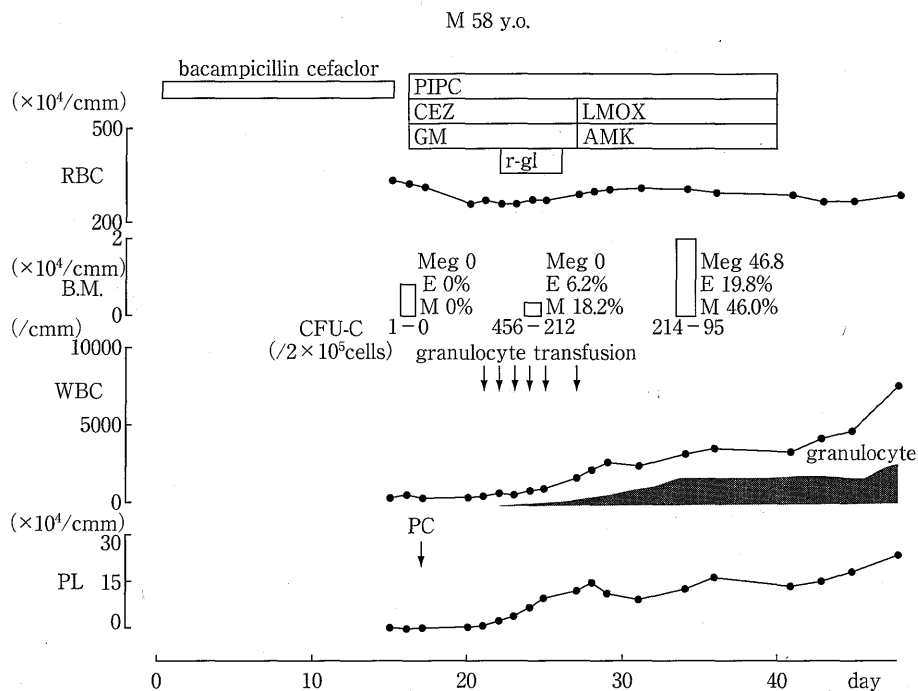 M 58 y.o.
bacampicillin cefaclor
(×10⁴/cmm)
PIPC
CEZ LMOX
GM AMK
r-gl
500
RBC
200
2
(×10⁴/cmm)
B.M.
0
Meg 0 Meg 0 Meg 46.8
E 0% E 6.2% E 19.8%
M 0% M 18.2% M 46.0%
(/cmm)
CFU-C 1-0 456-212 214-95
(/2×10⁵cells)
granulocyte transfusion
10000
WBC
5000
granulocyte
0
(×10⁴/cmm)
PC
30
PL 15
0
0 10 20 30 40 day